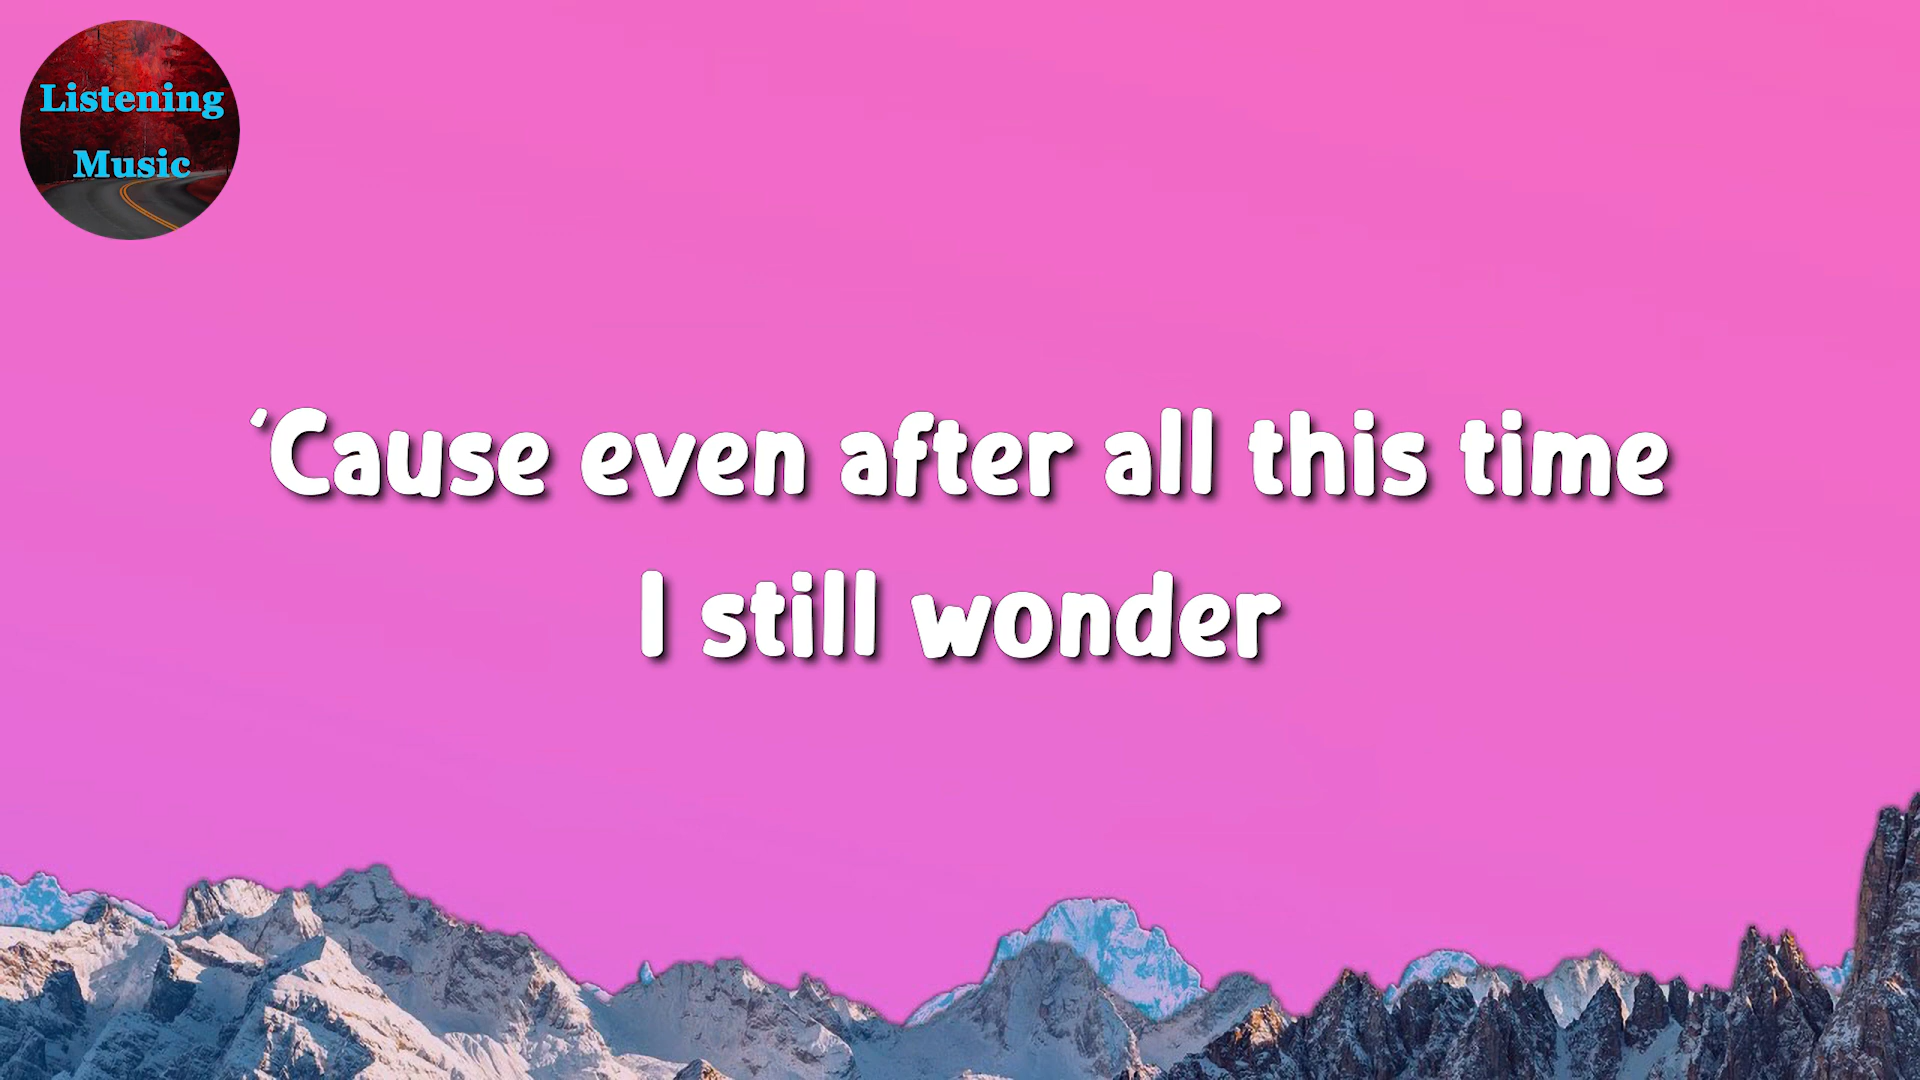 Listening
Music
‘Cause even after all this time
I still wonder